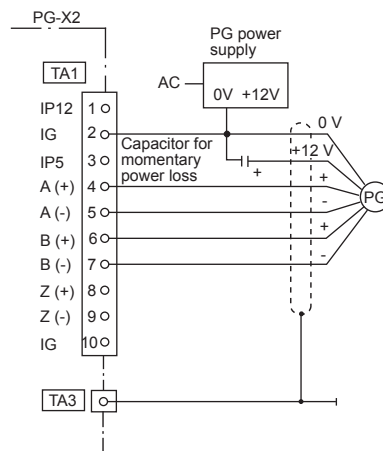 PG-X2
PG power
supply
TA1
AC
0V +12V
IP12 1
IG 2
0 V
Capacitor for
momentary
power loss
+
+12 V
IP5 3
A (+) 4
+
A (-) 5
-
PG
B (+) 6
+
B (-) 7
-
Z (+) 8
Z (-) 9
IG 10
TA3